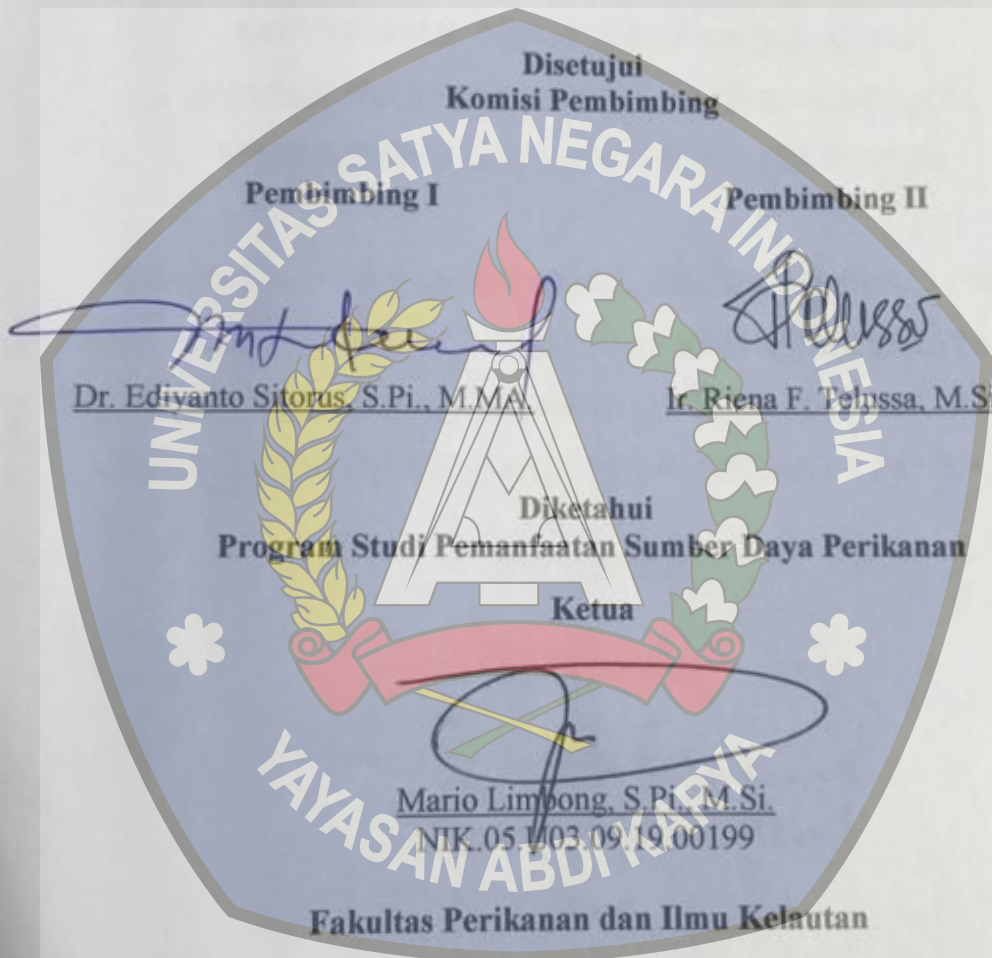 Disetujui
Komisi Pembimbing
UNIVERSITAS SATYA NEGARA INDONESIA
Pembimbing I Pembimbing II
Dr. Ediyanto Sitorus, S.Pi., M.MA. Ir. Riena F. Telussa, M.Si
Diketahui
Program Studi Pemanfaatan Sumber Daya Perikanan
Ketua
Mario Limbong, S.Pi., M.Si.
NIK.05.U03.09.19.00199
YAYASAN ABDI KARYA
Fakultas Perikanan dan Ilmu Kelautan